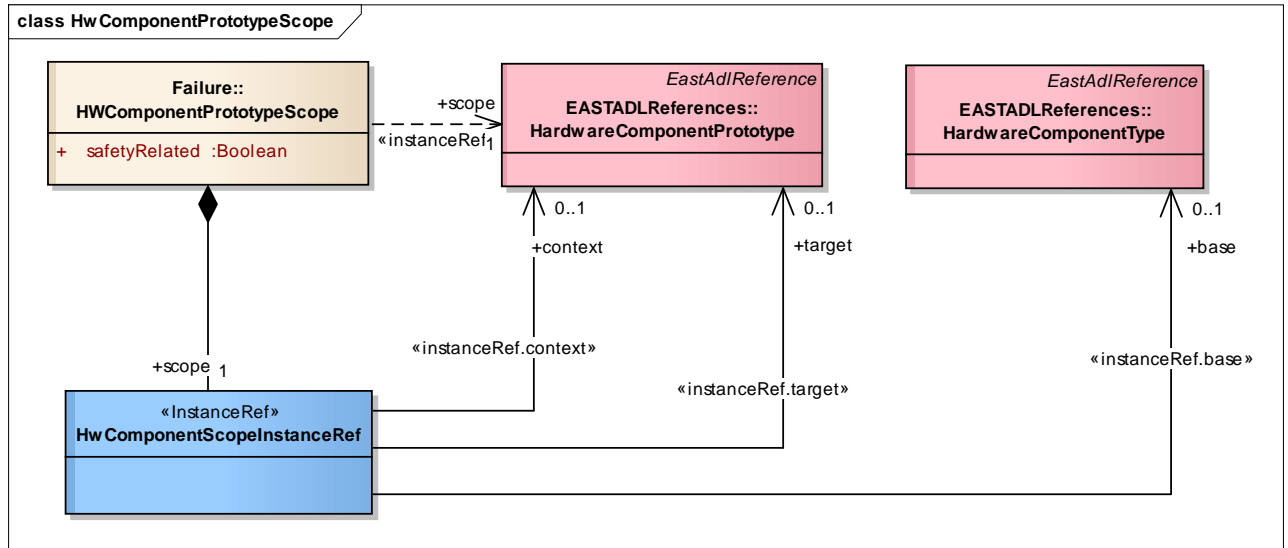 class HwComponentPrototypeScope
Failure::
HWComponentPrototypeScope
+ safetyRelated :Boolean
+scope
«instanceRef»
1
EastAdlReference
EASTADLReferences::
HardwareComponentPrototype
EastAdlReference
EASTADLReferences::
HardwareComponentType
0..1
+context
0..1
+target
0..1
+base
«instanceRef.context»
«instanceRef.target»
«instanceRef.base»
+scope 1
«InstanceRef»
HwComponentScopeInstanceRef